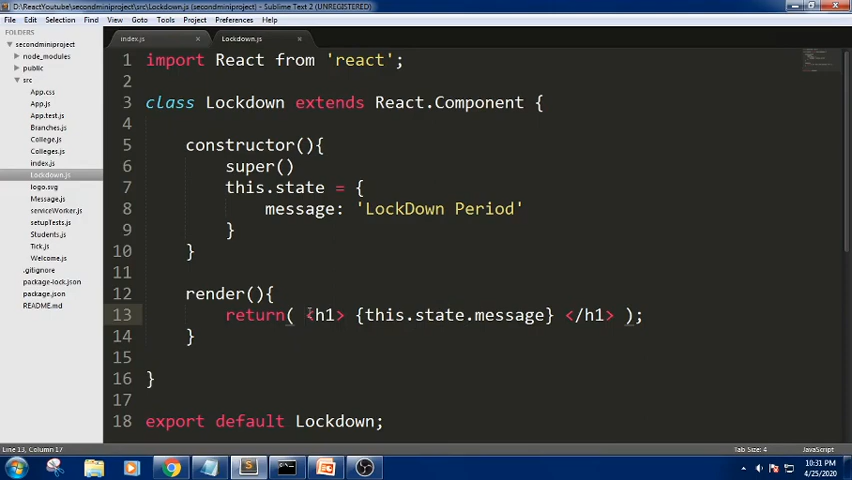 D:\ReactYoutube\secondminiproject\src\Lockdown.js (secondminiproject) - Sublime Text 2 (UNREGISTERED)
File Edit Selection Find View Goto Tools Project Preferences Help
FOLDERS
secondminiproject
node_modules
public
src
App.css
App.js
App.test.js
Branches.js
College.js
Colleges.js
index.js
Lockdown.js
logo.svg
Message.js
serviceWorker.js
setupTests.js
Students.js
Tick.js
Welcome.js
.gitignore
package-lock.json
package.json
README.md
index.js × Lockdown.js ×
1 import React from 'react';
2
3 class Lockdown extends React.Component {
4
5 constructor(){
6 super()
7 this.state = {
8 message: 'LockDown Period'
9 }
10 }
11
12 render(){
13 return( <h1> {this.state.message} </h1> );
14 }
15
16 }
17
18 export default Lockdown;
Line 13, Column 17 Tab Size: 4 JavaScript
10:31 PM
4/25/2020